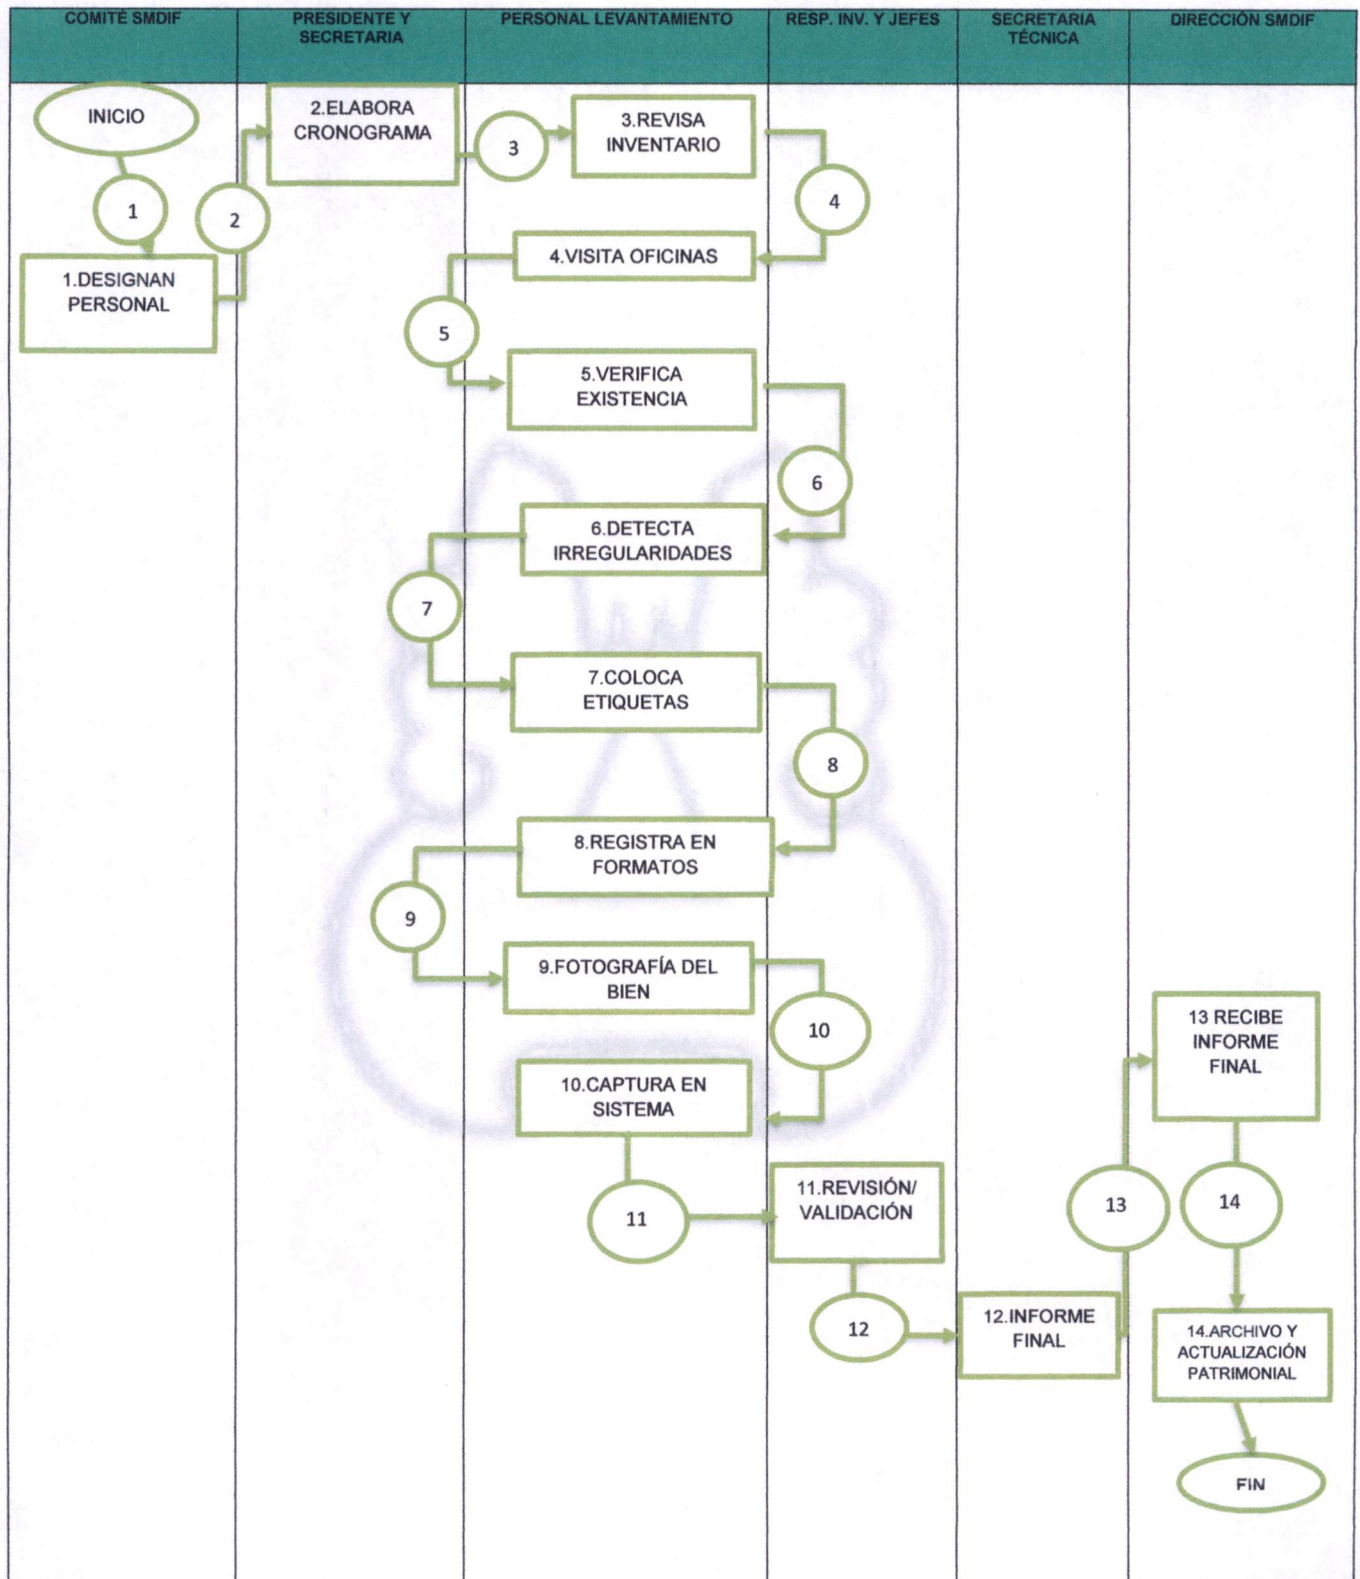 COMITÉ SMDIF
PRESIDENTE Y
SECRETARIA
PERSONAL LEVANTAMIENTO
RESP. INV. Y JEFES
SECRETARIA
TÉCNICA
DIRECCIÓN SMDIF
INICIO
1
1.DESIGNAN
PERSONAL
2
2.ELABORA
CRONOGRAMA
3
3.REVISA
INVENTARIO
4
4.VISITA OFICINAS
5
5.VERIFICA
EXISTENCIA
6
6.DETECTA
IRREGULARIDADES
7
7.COLOCA
ETIQUETAS
8
8.REGISTRA EN
FORMATOS
9
9.FOTOGRAFÍA DEL
BIEN
10
10.CAPTURA EN
SISTEMA
11
11.REVISIÓN/
VALIDACIÓN
12
12.INFORME
FINAL
13
13 RECIBE
INFORME
FINAL
14
14.ARCHIVO Y
ACTUALIZACIÓN
PATRIMONIAL
FIN